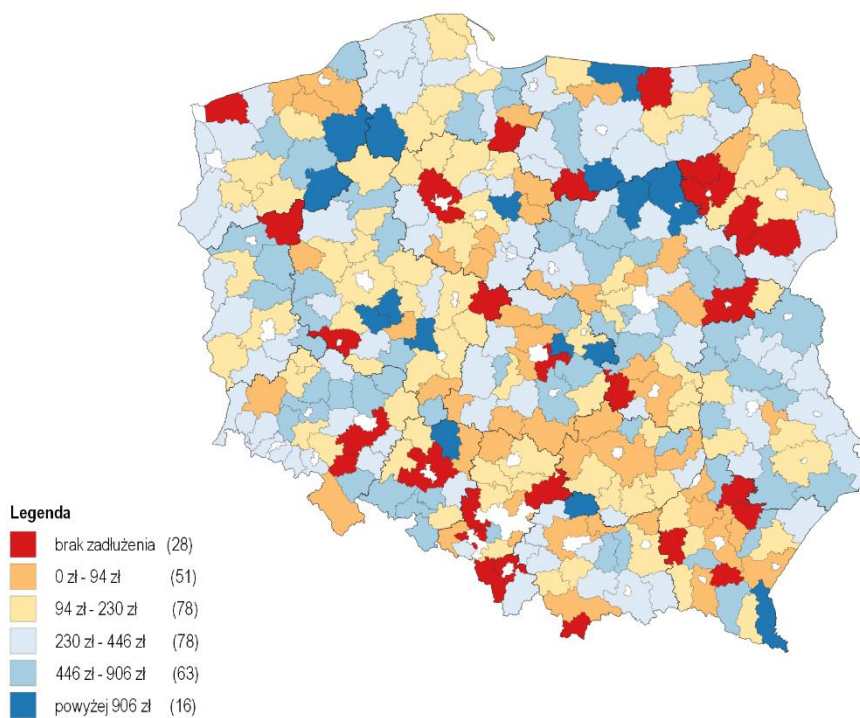 Legenda
brak zadłużenia (28)
0 zł - 94 zł (51)
94 zł - 230 zł (78)
230 zł - 446 zł (78)
446 zł - 906 zł (63)
powyżej 906 zł (16)